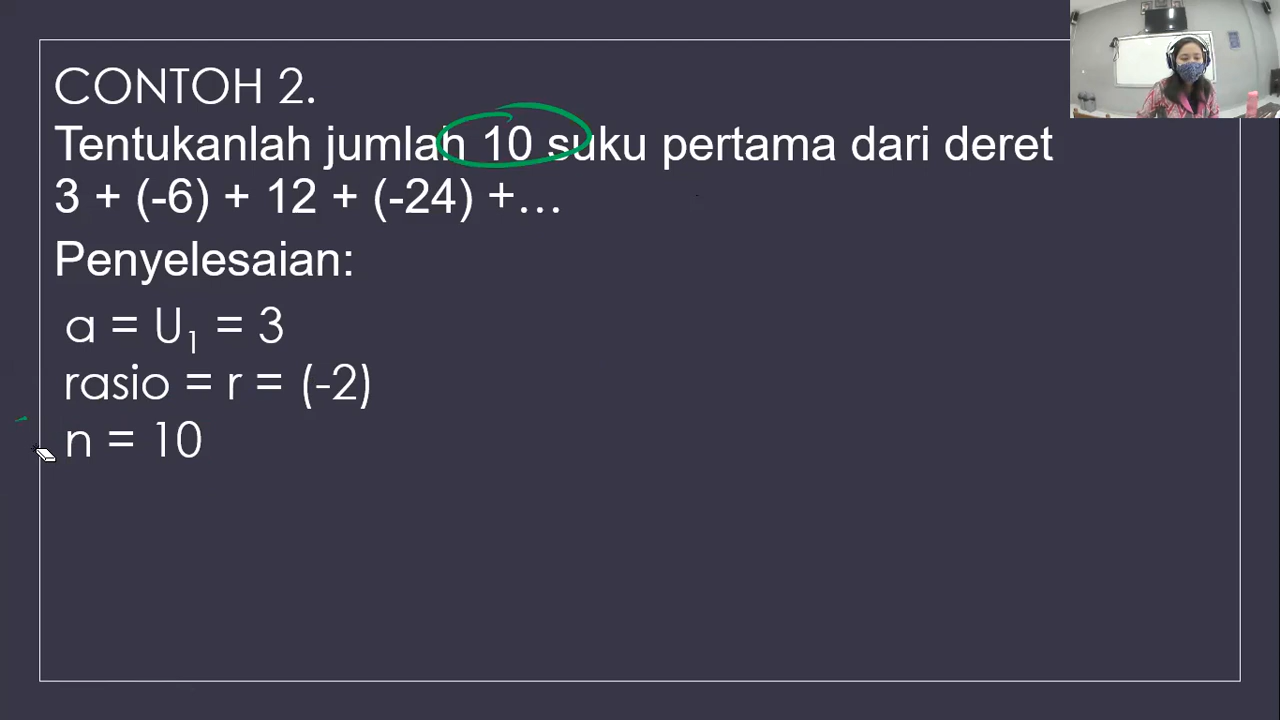 CONTOH 2.
Tentukanlah jumlah 10 suku pertama dari deret
3 + (-6) + 12 + (-24) +...
Penyelesaian:
a = U₁ = 3
rasio = r = (-2)
n = 10